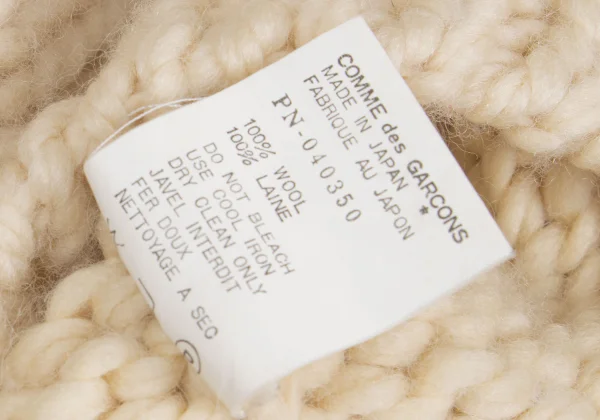 COMME des GARCONS
MADE IN JAPAN *
FABRIQUE AU JAPON
PN-040350
100% WOOL
100% LAINE
DO NOT BLEACH
USE COOL IRON
DRY CLEAN ONLY
JAVEL INTERDIT
FER DOUX
NETTOYAGE A SEC